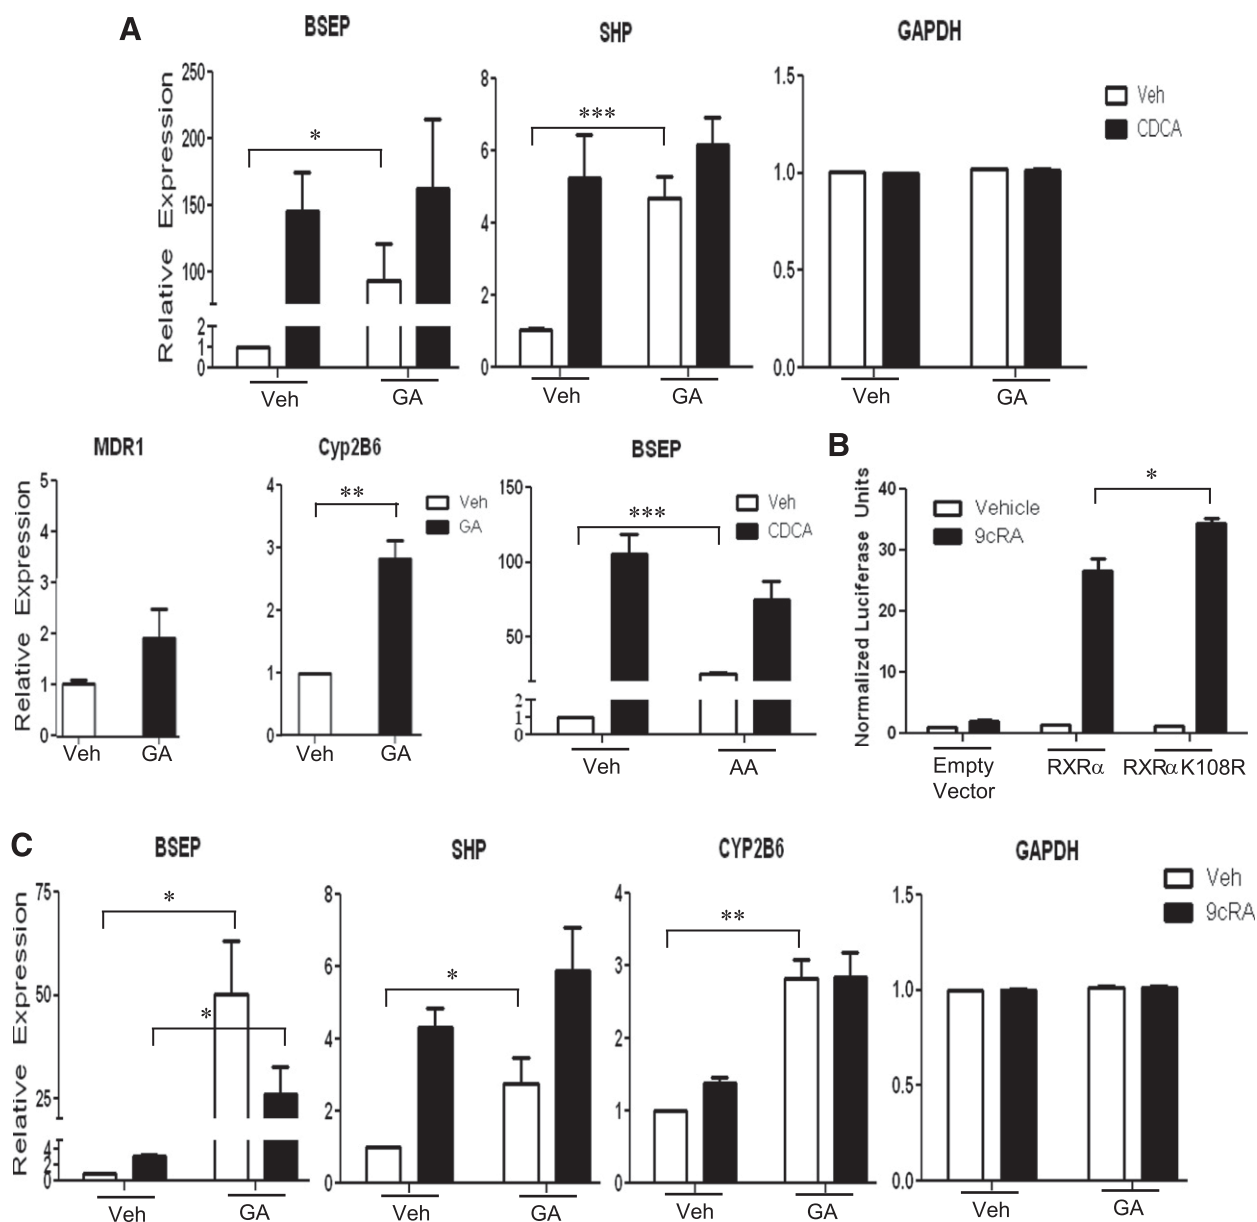 A
BSEP
SHP
GAPDH
Relative Expression
250
200
150
100
2
1
0
*
Veh
GA
8
6
4
2
0
***
Veh
GA
1.5
1.0
0.5
0.0
Veh
GA
Veh
CDCA
MDR1
Cyp2B6
BSEP
Relative Expression
5
4
3
2
1
0
Veh
GA
4
3
2
1
0
**
Veh
GA
Veh
GA
150
100
50
2
1
0
***
Veh
CDCA
Veh
AA
B
Normalized Luciferase Units
40
30
20
10
0
Vehicle
9cRA
*
Empty
Vector
RXRα
RXRαK108R
C
BSEP
SHP
CYP2B6
GAPDH
Relative Expression
75
50
25
4
2
0
*
*
Veh
GA
8
6
4
2
0
*
Veh
GA
4
3
2
1
0
**
Veh
GA
1.5
1.0
0.5
0.0
Veh
GA
Veh
9cRA